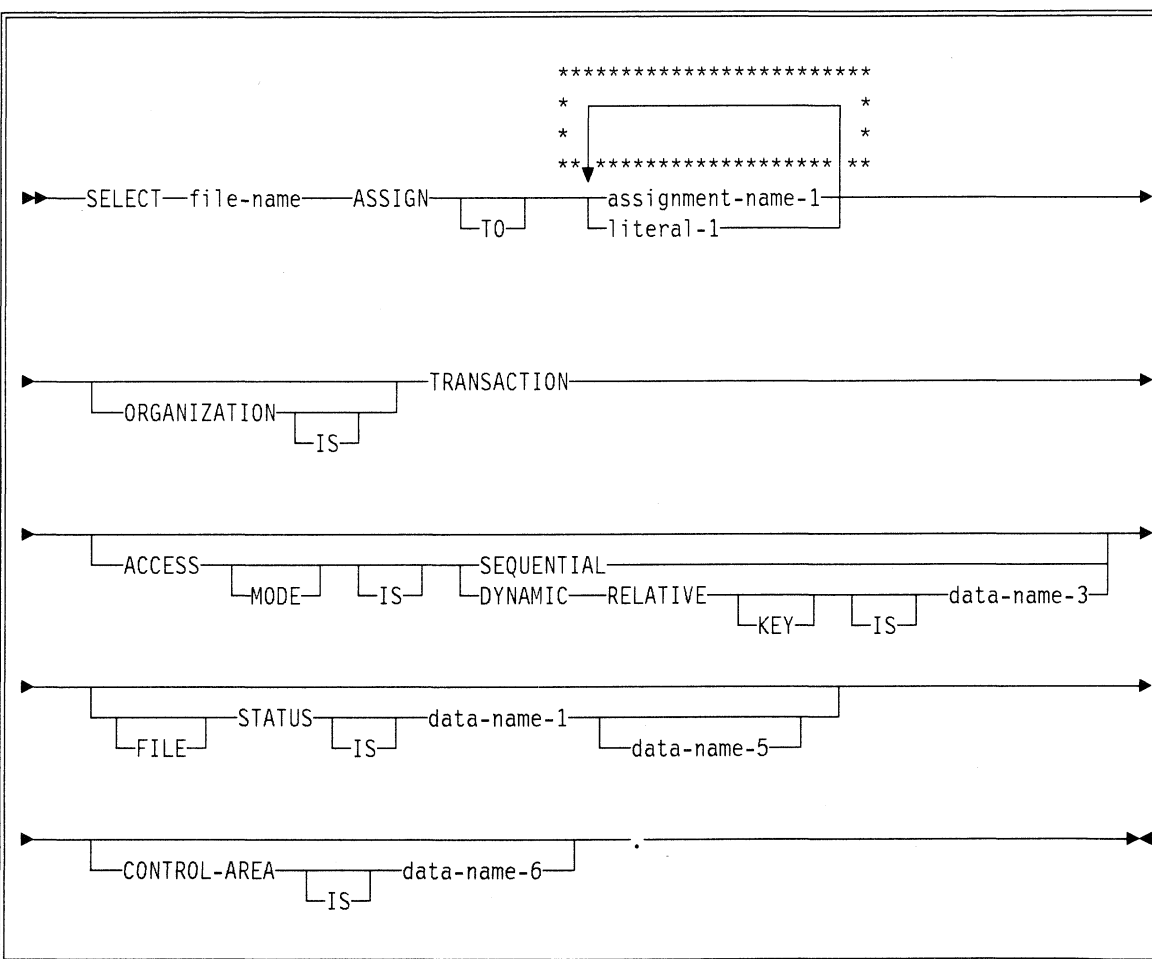 ************************
* *
* *
** ****************** **
SELECT file-name ASSIGN assignment-name-1
TO literal-1
TRANSACTION
ORGANIZATION
IS
ACCESS SEQUENTIAL
MODE IS DYNAMIC RELATIVE data-name-3
KEY IS
STATUS data-name-1
FILE IS data-name-5
.
CONTROL-AREA data-name-6
IS